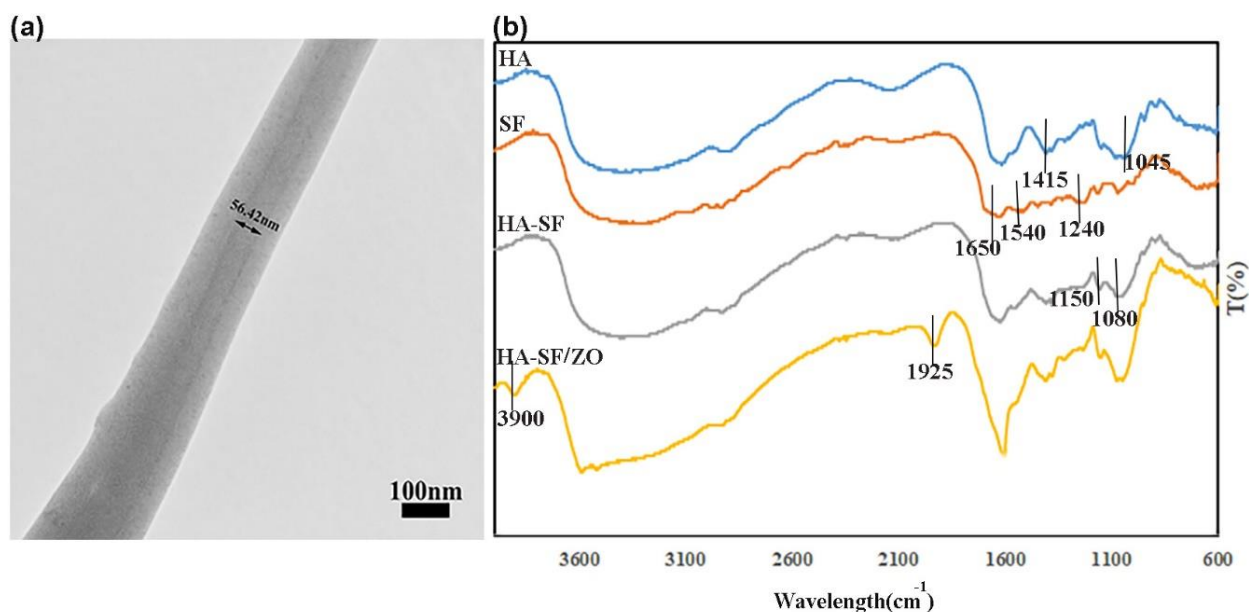 (a)
56.42nm
100nm
(b)
HA
SF
HA-SF
HA-SF/ZO
3900
1925
1650
1540
1415
1240
1150
1080
1045
T(%)
3600 3100 2600 2100 1600 1100 600
Wavelength(cm⁻¹)